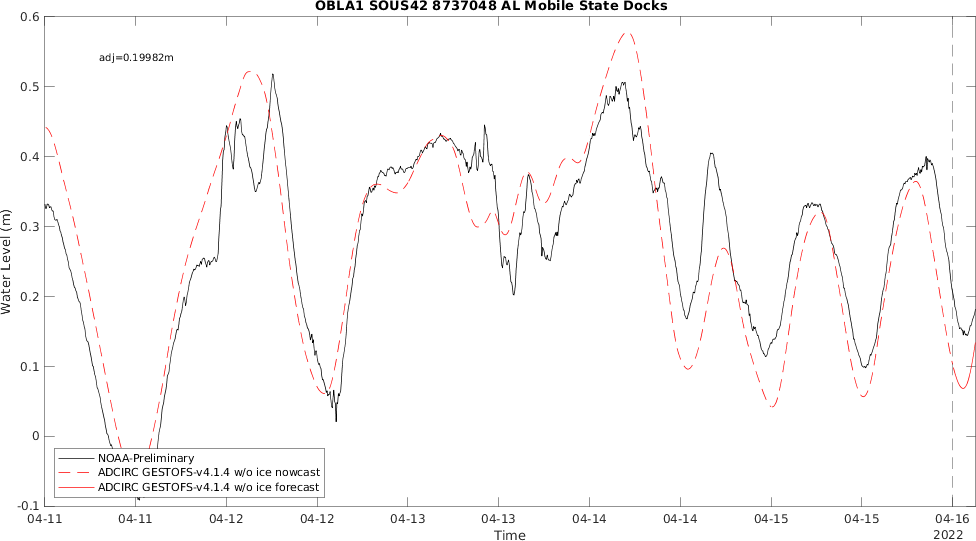 OBLA1 SOUS42 8737048 AL Mobile State Docks
0.6
adj=0.19982m
0.5
0.4
0.3
0.2
0.1
0
-0.1
Water Level (m)
NOAA-Preliminary
ADCIRC GESTOFS-v4.1.4 w/o ice nowcast
ADCIRC GESTOFS-v4.1.4 w/o ice forecast
04-11 04-11 04-12 04-12 04-13 04-13 04-14 04-14 04-15 04-15 04-16
Time
2022